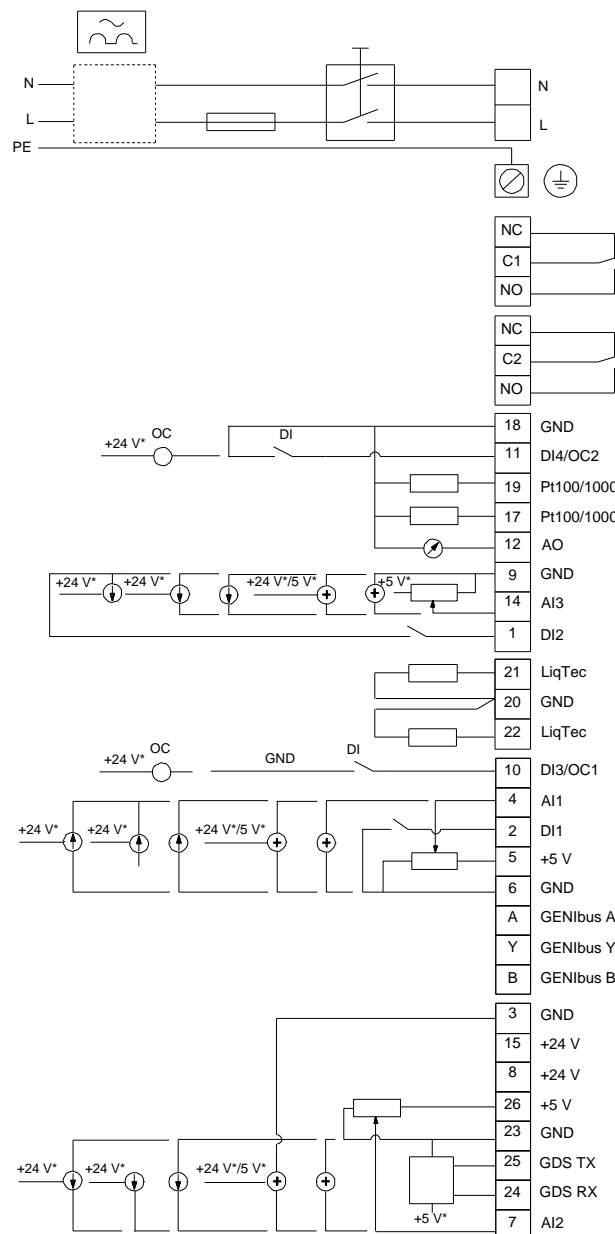 N N
L L
PE
NC
C1
NO
NC
C2
NO
18 GND
+24 V* OC DI 11 DI4/OC2
19 Pt100/1000
17 Pt100/1000
12 AO
9 GND
+24 V* +24 V* +24 V*/5 V* +5 V* 14 AI3
1 DI2
21 LiqTec
20 GND
22 LiqTec
+24 V* OC GND DI 10 DI3/OC1
4 AI1
+24 V* +24 V* +24 V*/5 V* 2 DI1
5 +5 V
6 GND
A GENIbus A
Y GENIbus Y
B GENIbus B
3 GND
15 +24 V
8 +24 V
26 +5 V
23 GND
25 GDS TX
+24 V* +24 V* +24 V*/5 V* 24 GDS RX
+5 V* 7 AI2